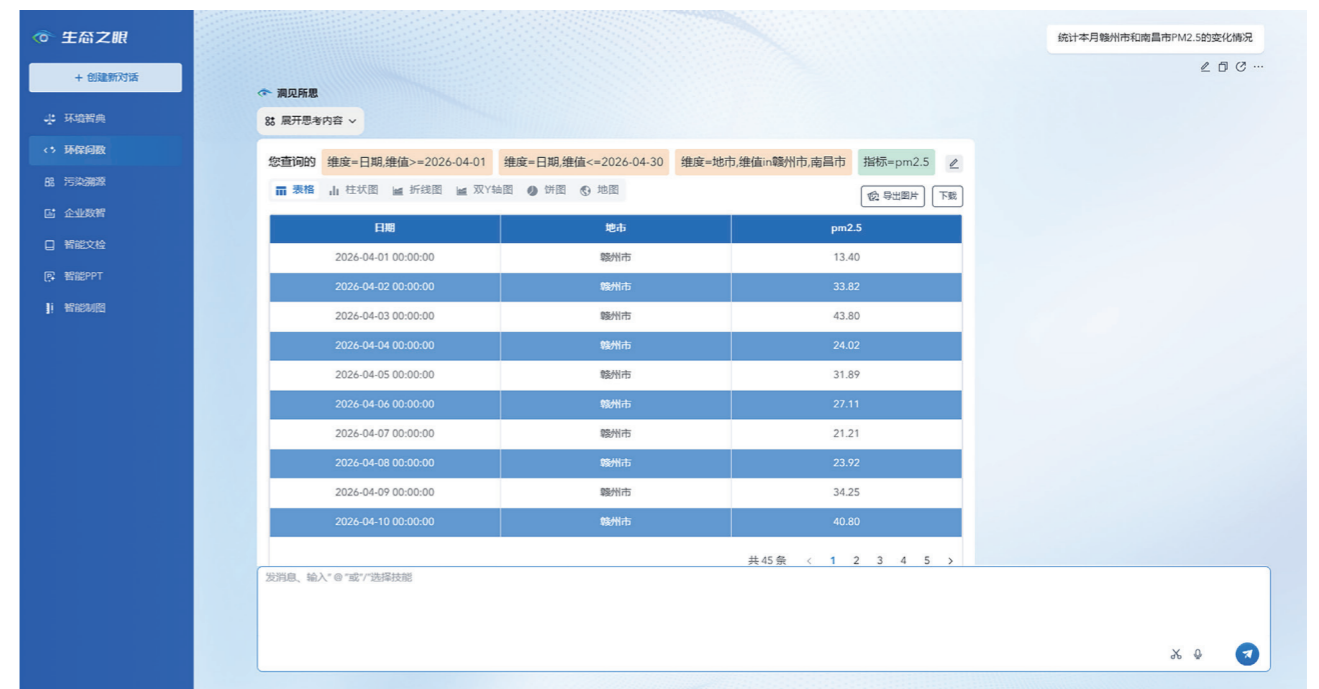 生态之眼
+ 创建新对话
环境智典
环保问数
污染溯源
企业数智
智能文检
智能PPT
智能制图
统计本月赣州市和南昌市PM2.5的变化情况
洞见所思
展开思考内容
您查询的 维度=日期,维值>=2026-04-01 维度=日期,维值<=2026-04-30 维度=地市,维值in赣州市,南昌市 指标=pm2.5
表格 柱状图 折线图 双Y轴图 饼图 地图 导出图片 下载
日期 地市 pm2.5
2026-04-01 00:00:00 赣州市 13.40
2026-04-02 00:00:00 赣州市 33.82
2026-04-03 00:00:00 赣州市 43.80
2026-04-04 00:00:00 赣州市 24.02
2026-04-05 00:00:00 赣州市 31.89
2026-04-06 00:00:00 赣州市 27.11
2026-04-07 00:00:00 赣州市 21.21
2026-04-08 00:00:00 赣州市 23.92
2026-04-09 00:00:00 赣州市 34.25
2026-04-10 00:00:00 赣州市 40.80
共 45 条 < 1 2 3 4 5 >
发消息、输入"@"或"/"选择技能